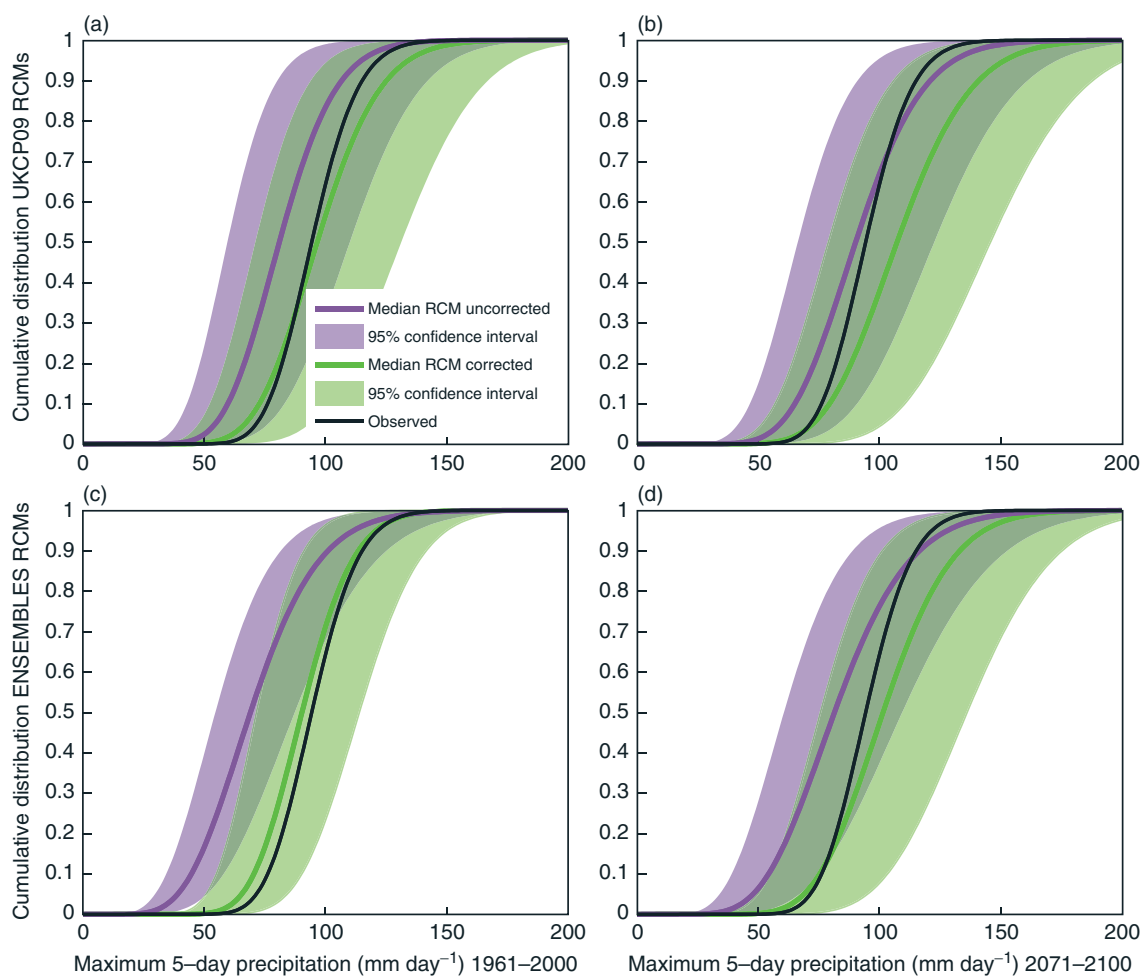 (a)
(b)
Cumulative distribution UKCP09 RCMs
1
0.9
0.8
0.7
0.6
0.5
0.4
0.3
0.2
0.1
0
0 50 100 150 200
Median RCM uncorrected
95% confidence interval
Median RCM corrected
95% confidence interval
Observed
1
0.9
0.8
0.7
0.6
0.5
0.4
0.3
0.2
0.1
0
0 50 100 150 200
(c)
(d)
Cumulative distribution ENSEMBLES RCMs
1
0.9
0.8
0.7
0.6
0.5
0.4
0.3
0.2
0.1
0
0 50 100 150 200
Maximum 5–day precipitation (mm day⁻¹) 1961–2000
1
0.9
0.8
0.7
0.6
0.5
0.4
0.3
0.2
0.1
0
0 50 100 150 200
Maximum 5–day precipitation (mm day⁻¹) 2071–2100